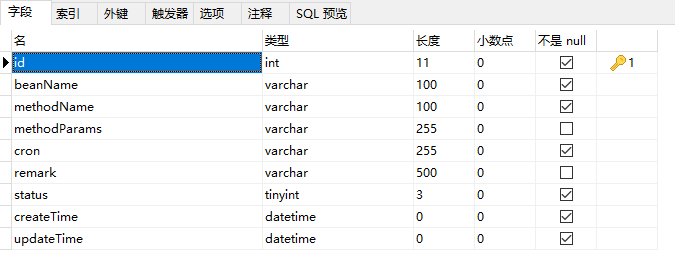 字段 索引 外键 触发器 选项 注释 SQL 预览
名 类型 长度 小数点 不是 null
id int 11 0 1
beanName varchar 100 0
methodName varchar 100 0
methodParams varchar 255 0
cron varchar 255 0
remark varchar 500 0
status tinyint 3 0
createTime datetime 0 0
updateTime datetime 0 0